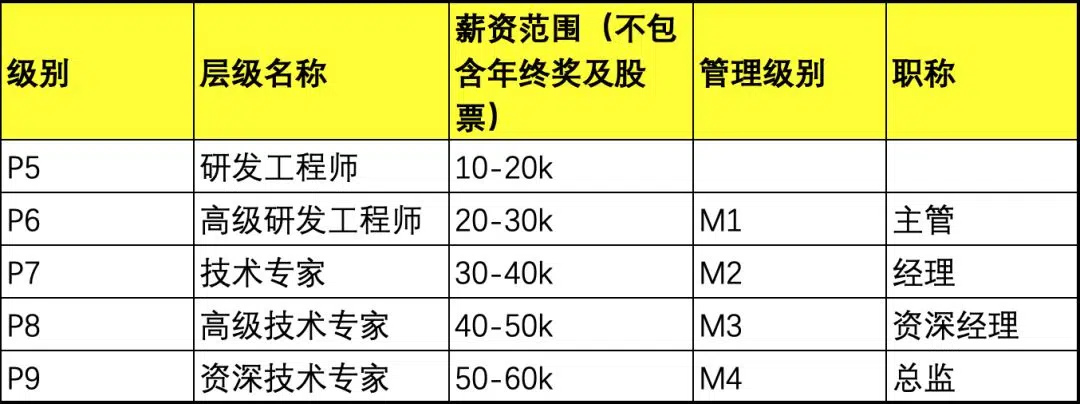 级别 层级名称 薪资范围（不包含年终奖及股票） 管理级别 职称
P5 研发工程师 10-20k
P6 高级研发工程师 20-30k M1 主管
P7 技术专家 30-40k M2 经理
P8 高级技术专家 40-50k M3 资深经理
P9 资深技术专家 50-60k M4 总监